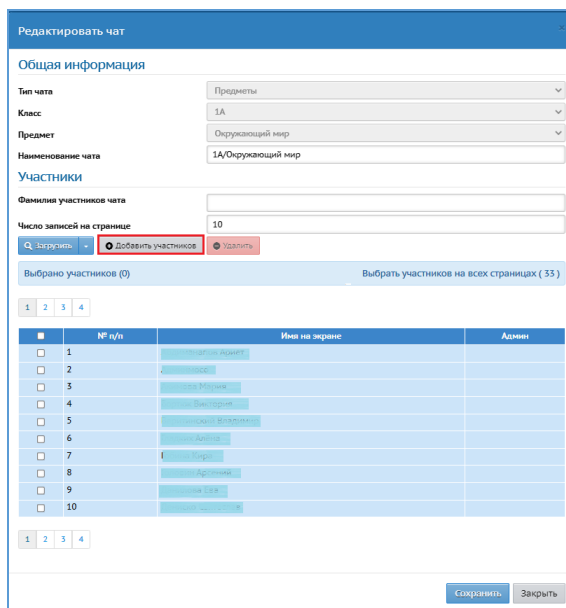 Редактировать чат
Общая информация
Тип чата Предметы
Класс 1А
Предмет Окружающий мир
Наименование чата 1А/Окружающий мир
Участники
Фамилия участников чата
Число записей на странице 10
Загрузить Добавить участников Удалить
Выбрано участников (0) Выбрать участников на всех страницах ( 33 )
1 2 3 4
№ п/п Имя на экране Админ
1
2
3 Мария
4 Виктория
5
6
7
8 Арсений
9
10
1 2 3 4
Сохранить Закрыть